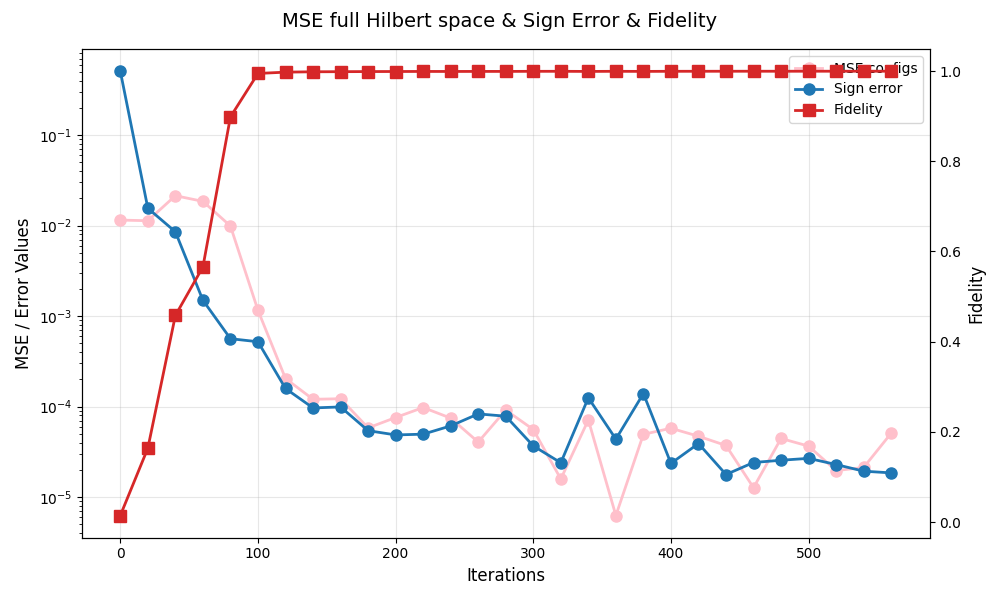 MSE full Hilbert space & Sign Error & Fidelity
MSE / Error Values
10⁻¹
10⁻²
10⁻³
10⁻⁴
10⁻⁵
MSE configs
Sign error
Fidelity
1.0
0.8
0.6
0.4
0.2
0.0
Fidelity
0 100 200 300 400 500
Iterations